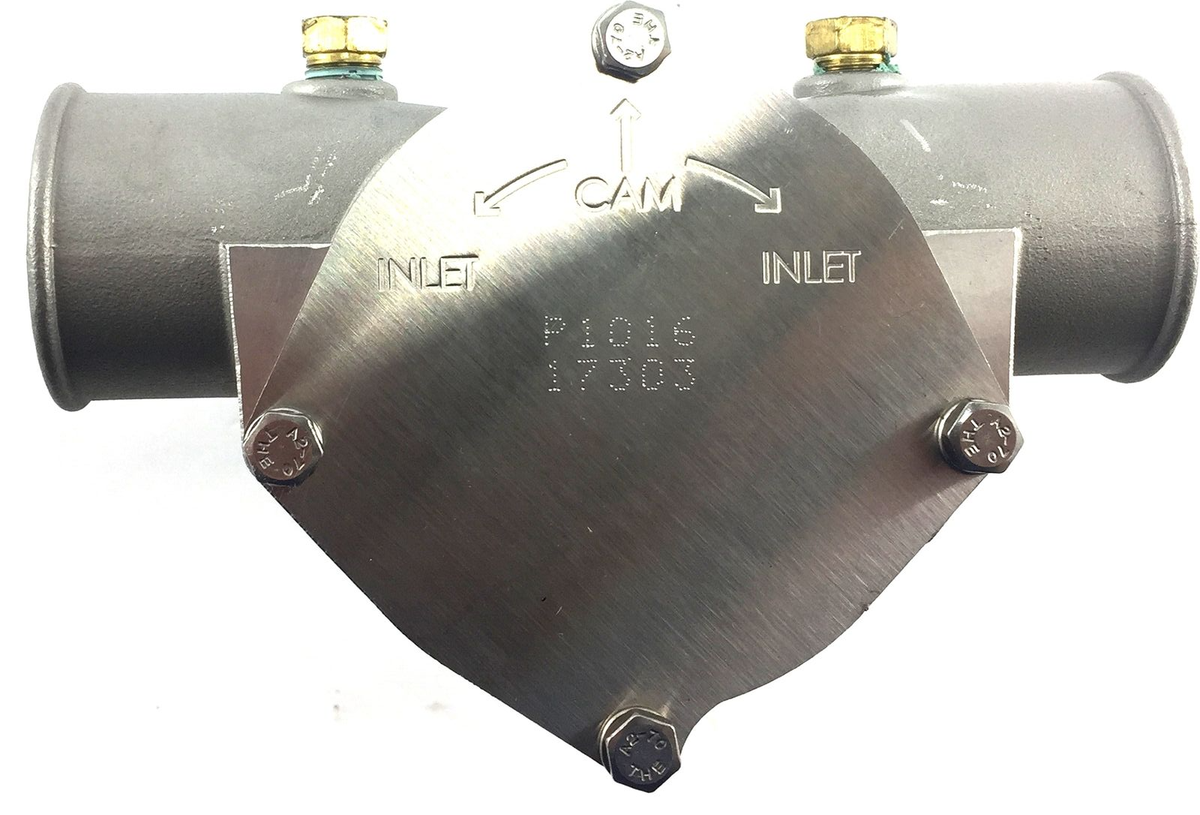 A2-70 THE
CAM
INLET INLET
P1016
17303
A2-70 THE
A2-70 THE
A2-70
THE